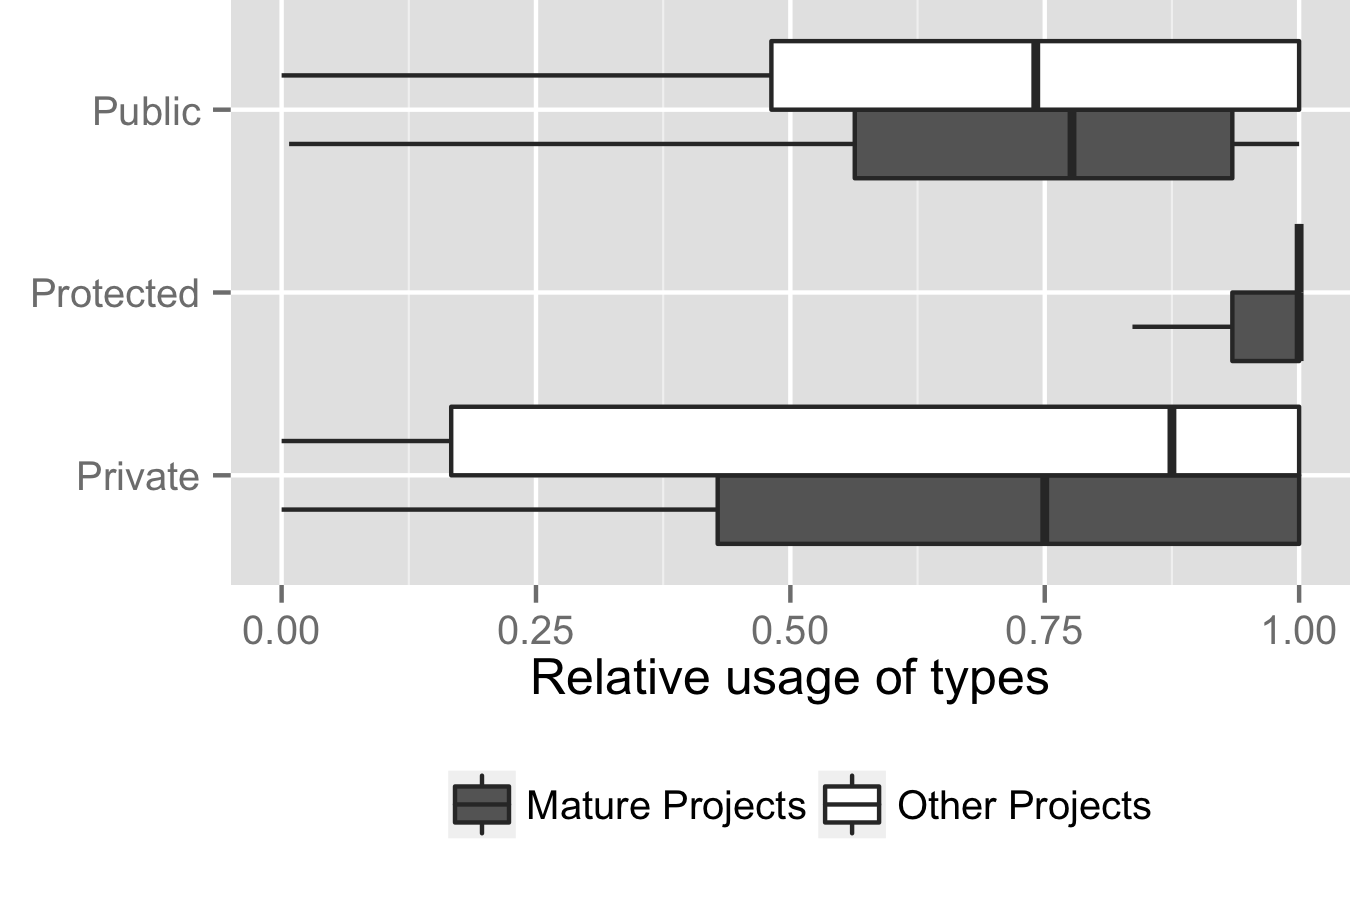 Public
Protected
Private
0.00 0.25 0.50 0.75 1.00
Relative usage of types
Mature Projects Other Projects